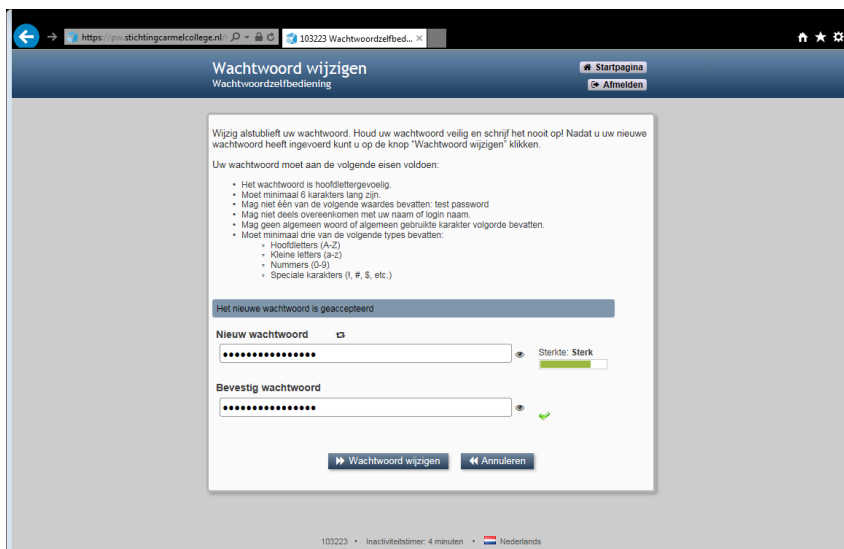 https://pw.stichtingcarmelcollege.nl/
103223 Wachtwoordzelfbed...
Wachtwoord wijzigen
Wachtwoordzelfbediening
Startpagina
Afmelden
Wijzig alstublieft uw wachtwoord. Houd uw wachtwoord veilig en schrijf het nooit op! Nadat u uw nieuwe
wachtwoord heeft ingevoerd kunt u op de knop "Wachtwoord wijzigen" klikken.
Uw wachtwoord moet aan de volgende eisen voldoen:
• Het wachtwoord is hoofdlettergevoelig.
• Moet minimaal 6 karakters lang zijn.
• Mag niet één van de volgende waardes bevatten: test password
• Mag niet deels overeenkomen met uw naam of login naam.
• Mag geen algemeen woord of algemeen gebruikte karakter volgorde bevatten.
• Moet minimaal drie van de volgende types bevatten:
◦ Hoofdletters (A-Z)
◦ Kleine letters (a-z)
◦ Nummers (0-9)
◦ Speciale karakters (!, #, $, etc.)
Het nieuwe wachtwoord is geaccepteerd
Nieuw wachtwoord
Sterkte: Sterk
Bevestig wachtwoord
Wachtwoord wijzigen
Annuleren
103223 • Inactiviteitstimer: 4 minuten • Nederlands